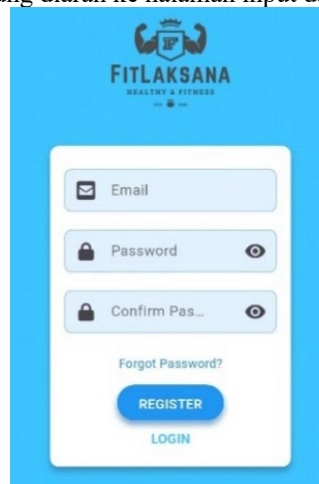 FITLAKSANA
HEALTHY & FITNESS
Email
Password
Confirm Pas...
Forgot Password?
REGISTER
LOGIN